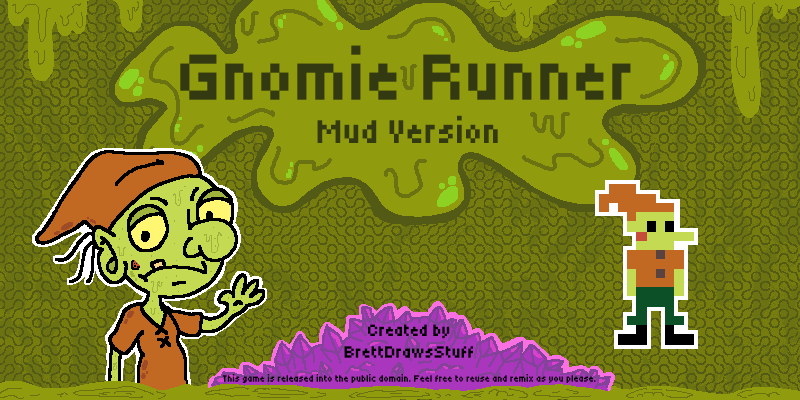 Gnomie Runner
Mud Version
Created by
BrettDrawsStuff
This game is released into the public domain. Feel free to reuse and remix as you please.